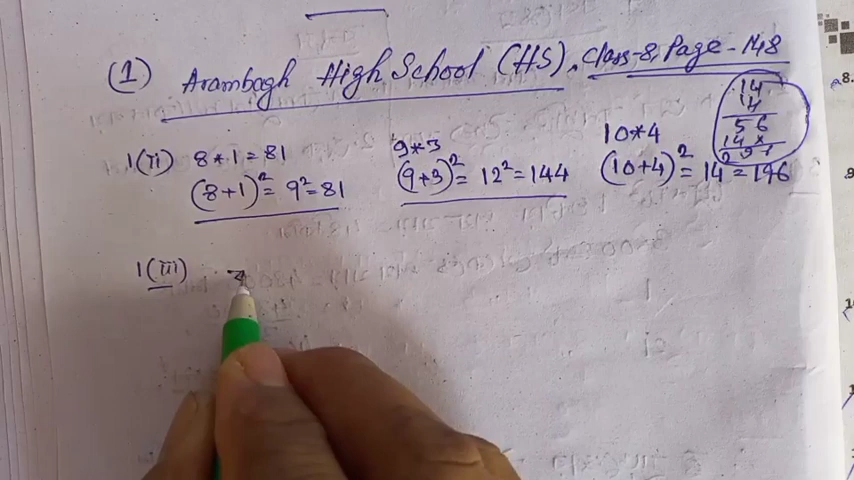 (1) Arambagh High School (HS), Class-8, Page-148
14
14
56
14×
1(ii) 8*1=81 9*3 10*4
(8+1)²=9²=81 (9+3)²=12²=144 (10+4)²=14=196
1(iii)